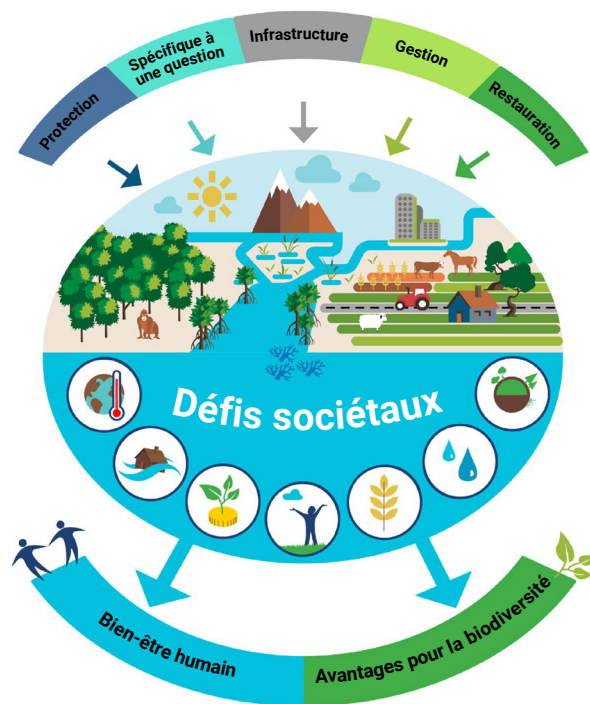 Protection
Spécifique à
une question
Infrastructure
Gestion
Restauration
Défis sociétaux
Bien-être humain
Avantages pour la biodiversité